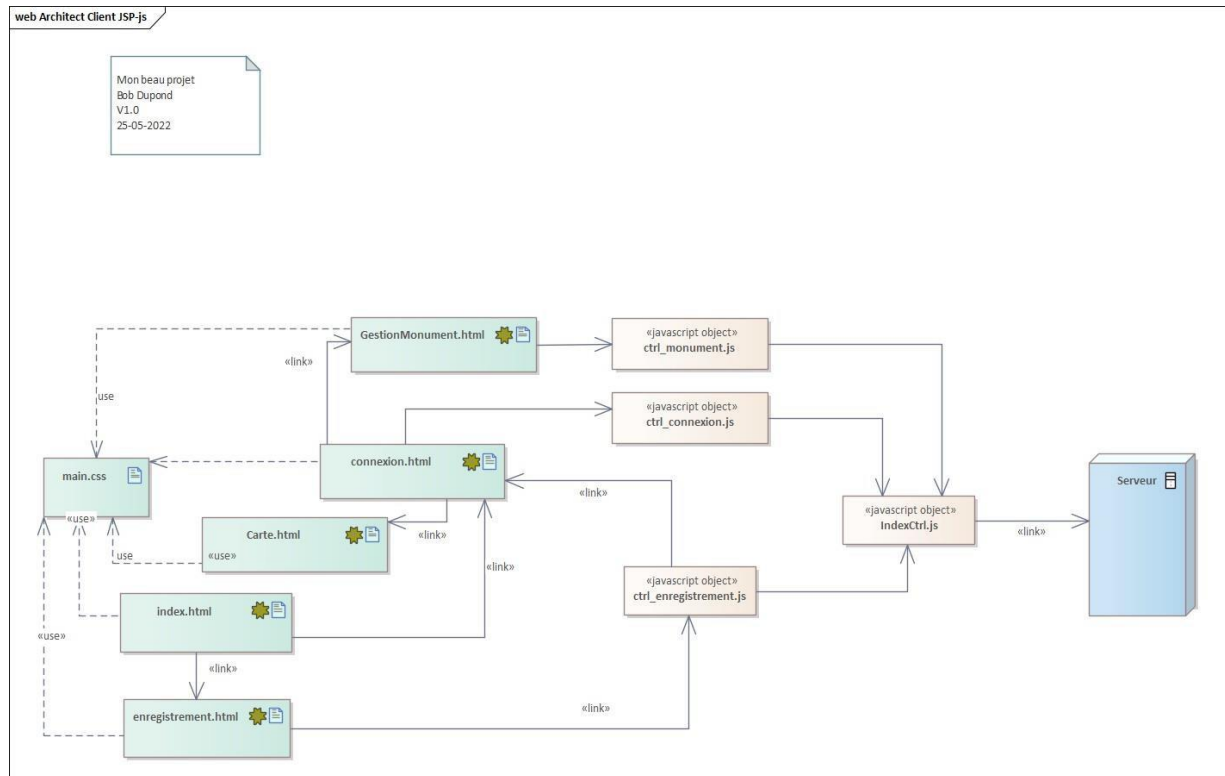 web Architect Client JSP-js
Mon beau projet
Bob Dupond
V1.0
25-05-2022
GestionMonument.html
«javascript object»
ctrl_monument.js
«link»
use
«javascript object»
ctrl_connexion.js
connexion.html
main.css
Serveur
«link»
«javascript object»
IndexCtrl.js
«link»
«use»
Carte.html
«link»
use
«use»
«link»
«javascript object»
ctrl_enregistrement.js
index.html
«use»
«link»
enregistrement.html
«link»